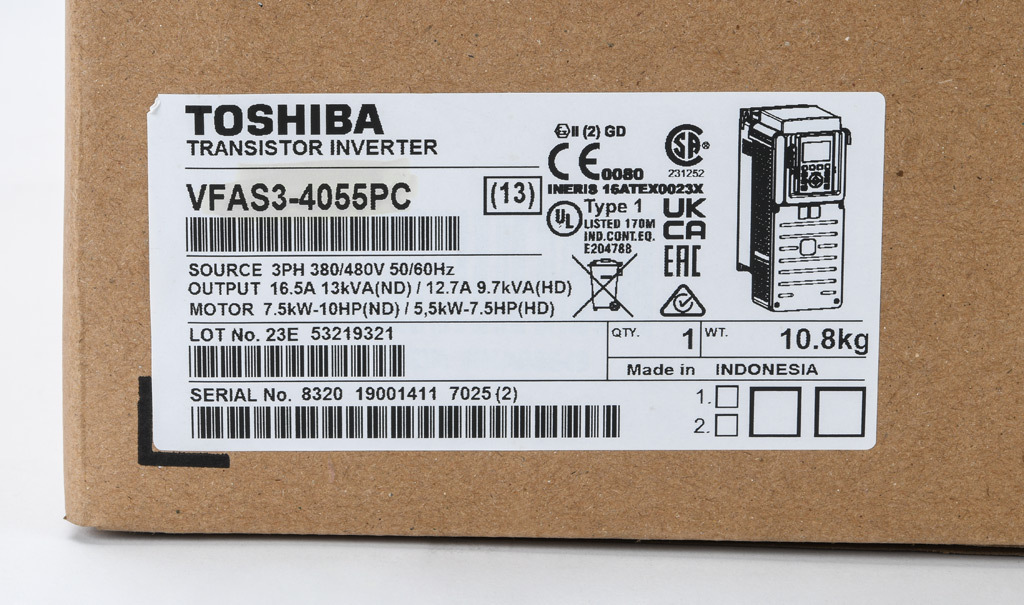 TOSHIBA
TRANSISTOR INVERTER
VFAS3-4055PC
(13)
II (2) GD
CE 0080
INERIS 16ATEX0023X
SA
231252
UL
Type 1
LISTED 170M
IND.CONT.EQ.
E204788
UK
CA
EAC
SOURCE 3PH 380/480V 50/60Hz
OUTPUT 16.5A 13kVA(ND) / 12.7A 9.7kVA(HD)
MOTOR 7.5kW-10HP(ND) / 5,5kW-7.5HP(HD)
LOT No. 23E 53219321
QTY. 1
WT. 10.8kg
Made in INDONESIA
SERIAL No. 8320 19001411 7025 (2)
1.
2.